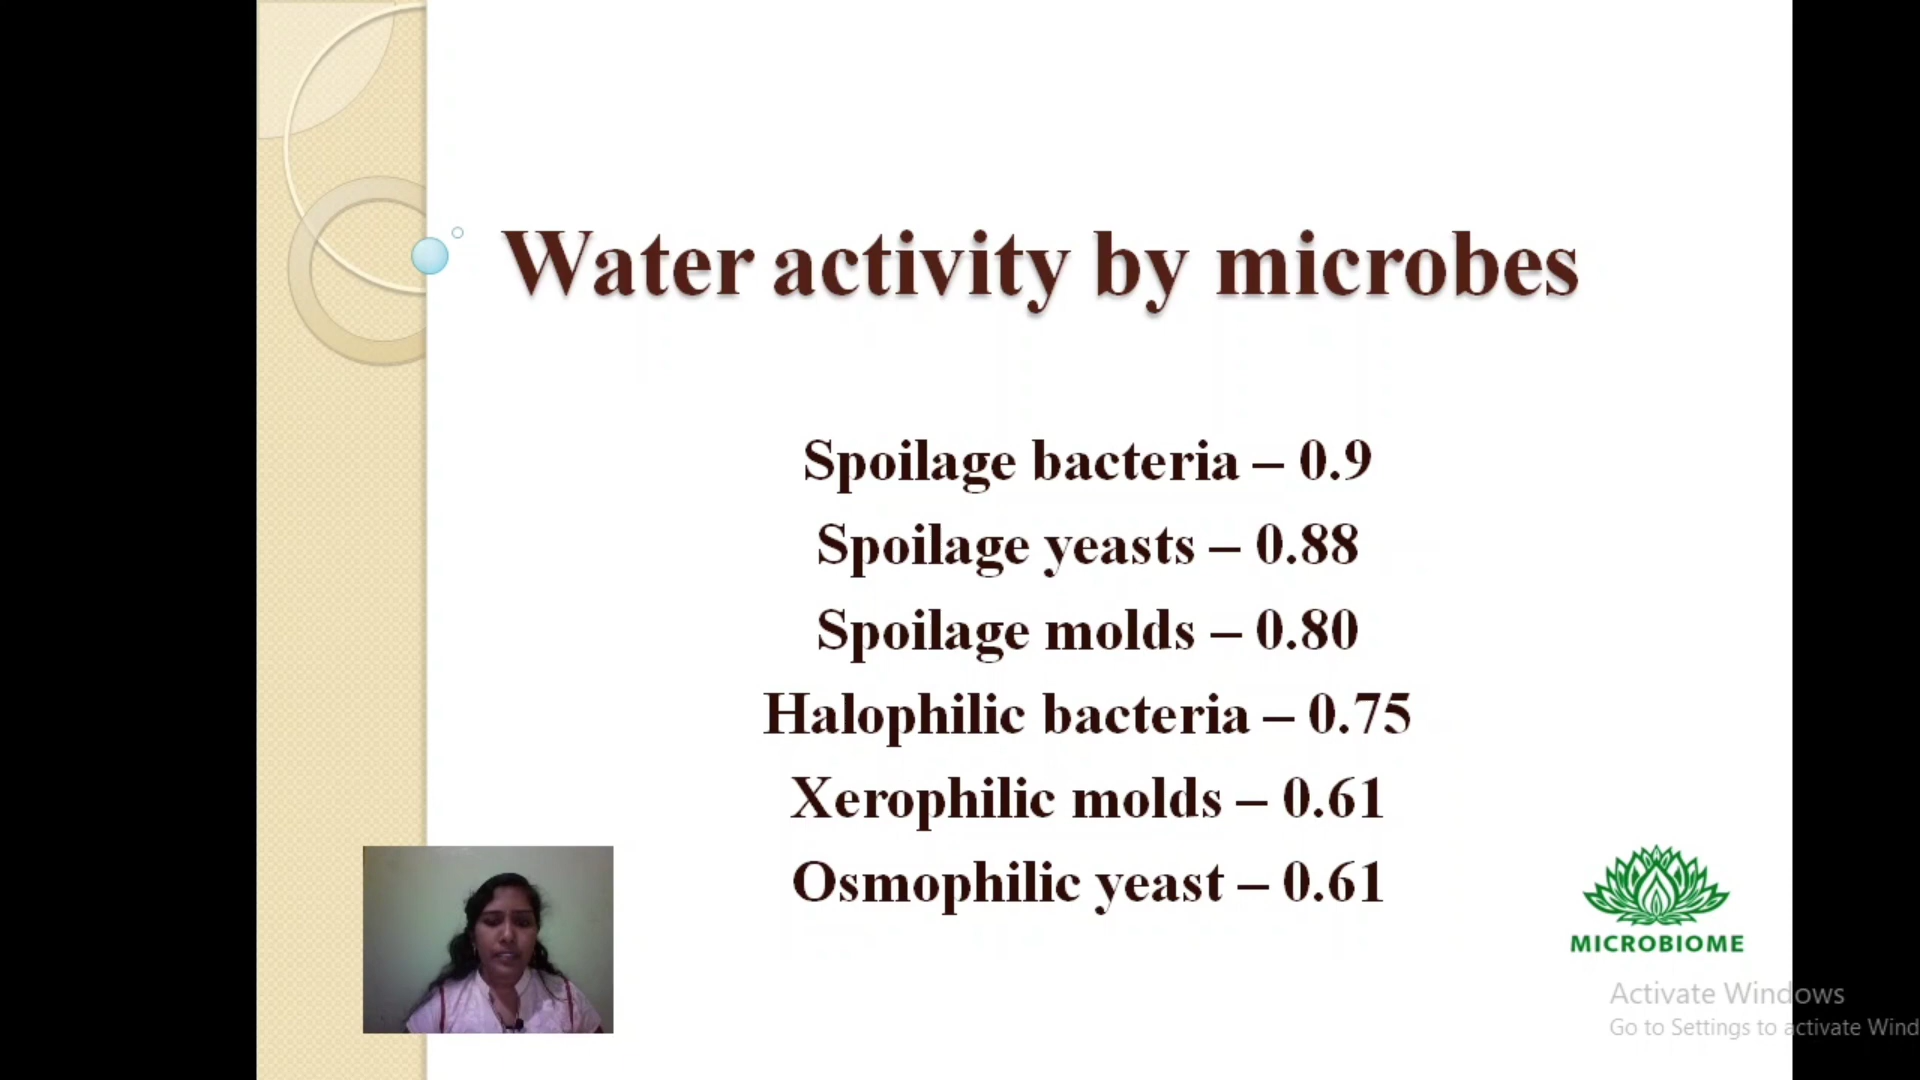 Water activity by microbes
Spoilage bacteria – 0.9
Spoilage yeasts – 0.88
Spoilage molds – 0.80
Halophilic bacteria – 0.75
Xerophilic molds – 0.61
Osmophilic yeast – 0.61
MICROBIOME
Activate Windows
Go to Settings to activate Wind